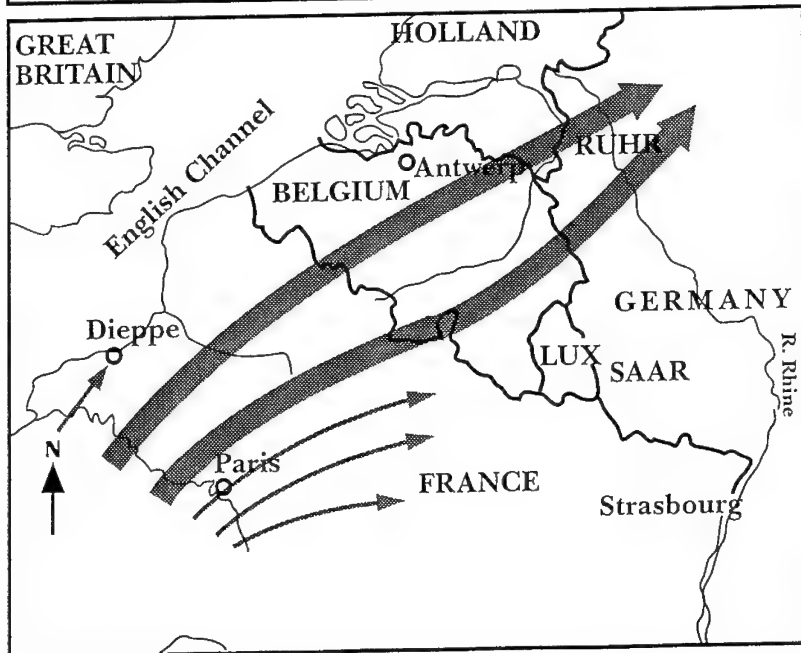 GREAT
BRITAIN
HOLLAND
English Channel
Antwerp
RUHR
BELGIUM
GERMANY
Dieppe
LUX
SAAR
R. Rhine
N
Paris
FRANCE
Strasbourg